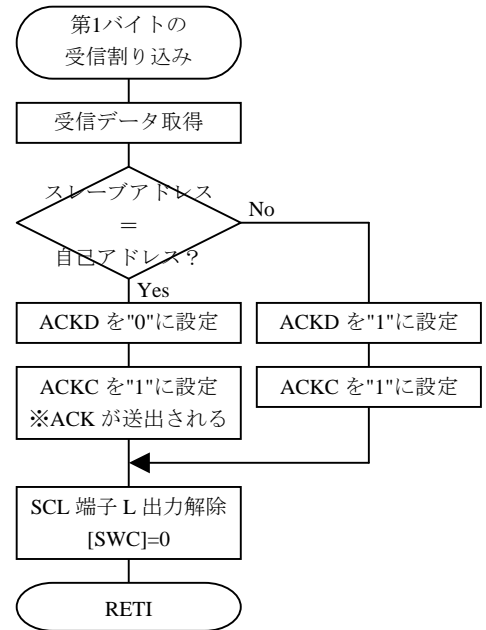 第1バイトの
受信割り込み
受信データ取得
スレーブアドレス
＝
自己アドレス？
No
Yes
ACKD を"0"に設定
ACKD を"1"に設定
ACKC を"1"に設定
※ACK が送出される
ACKC を"1"に設定
SCL 端子 L 出力解除
[SWC]=0
RETI